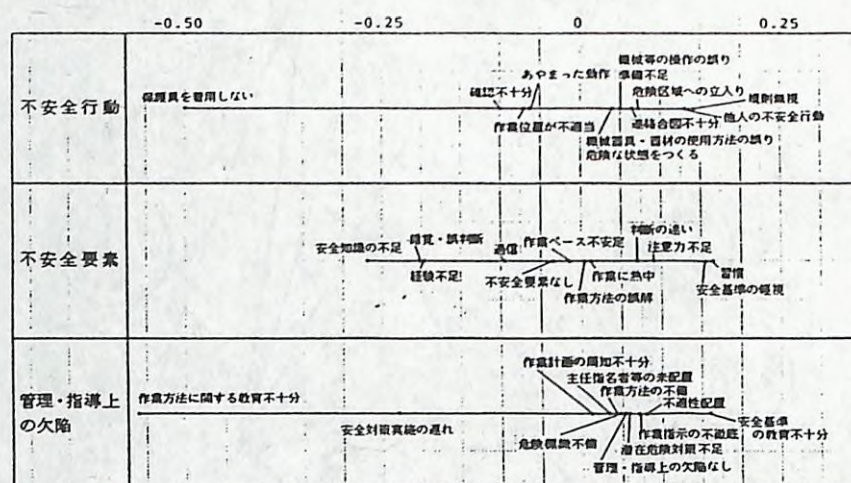 -0.50 -0.25 0 0.25
不安全行動
保護具を着用しない
確認不十分
あやまった動作
機械等の操作の誤り
準備不足
危険区域への立入り
規則無視
作業位置が不適当
連絡合図不十分
他人の不安全行動
機械器具・器材の使用方法の誤り
危険な状態をつくる
不安全要素
安全知識の不足
錯覚・誤判断
過信
作業ペース不安定
判断の違い
注意力不足
経験不足
不安全要素なし
作業に熱中
作業方法の誤解
習慣
安全基準の軽視
管理・指導上
の欠陥
作業方法に関する教育不十分
作業計画の周知不十分
主任指名者等の未配置
作業方法の不備
不適性配置
安全基準
の教育不十分
安全対策実施の遅れ
危険標識不備
作業指示の不徹底
潜在危険対策不足
管理・指導上の欠陥なし